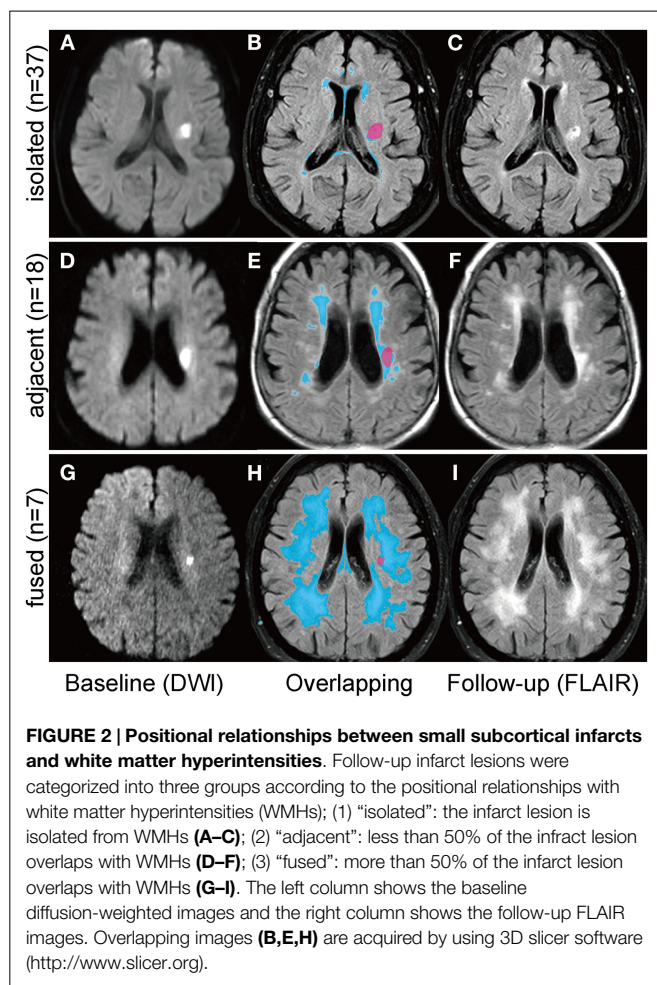 isolated (n=37)
A
B
C
adjacent (n=18)
D
E
F
fused (n=7)
G
H
I
Baseline (DWI)
Overlapping
Follow-up (FLAIR)
FIGURE 2 | Positional relationships between small subcortical infarcts
and white matter hyperintensities. Follow-up infarct lesions were
categorized into three groups according to the positional relationships with
white matter hyperintensities (WMHs); (1) “isolated”: the infarct lesion is
isolated from WMHs (A–C); (2) “adjacent”: less than 50% of the infract lesion
overlaps with WMHs (D–F); (3) “fused”: more than 50% of the infarct lesion
overlaps with WMHs (G–I). The left column shows the baseline
diffusion-weighted images and the right column shows the follow-up FLAIR
images. Overlapping images (B,E,H) are acquired by using 3D slicer software
(http://www.slicer.org).